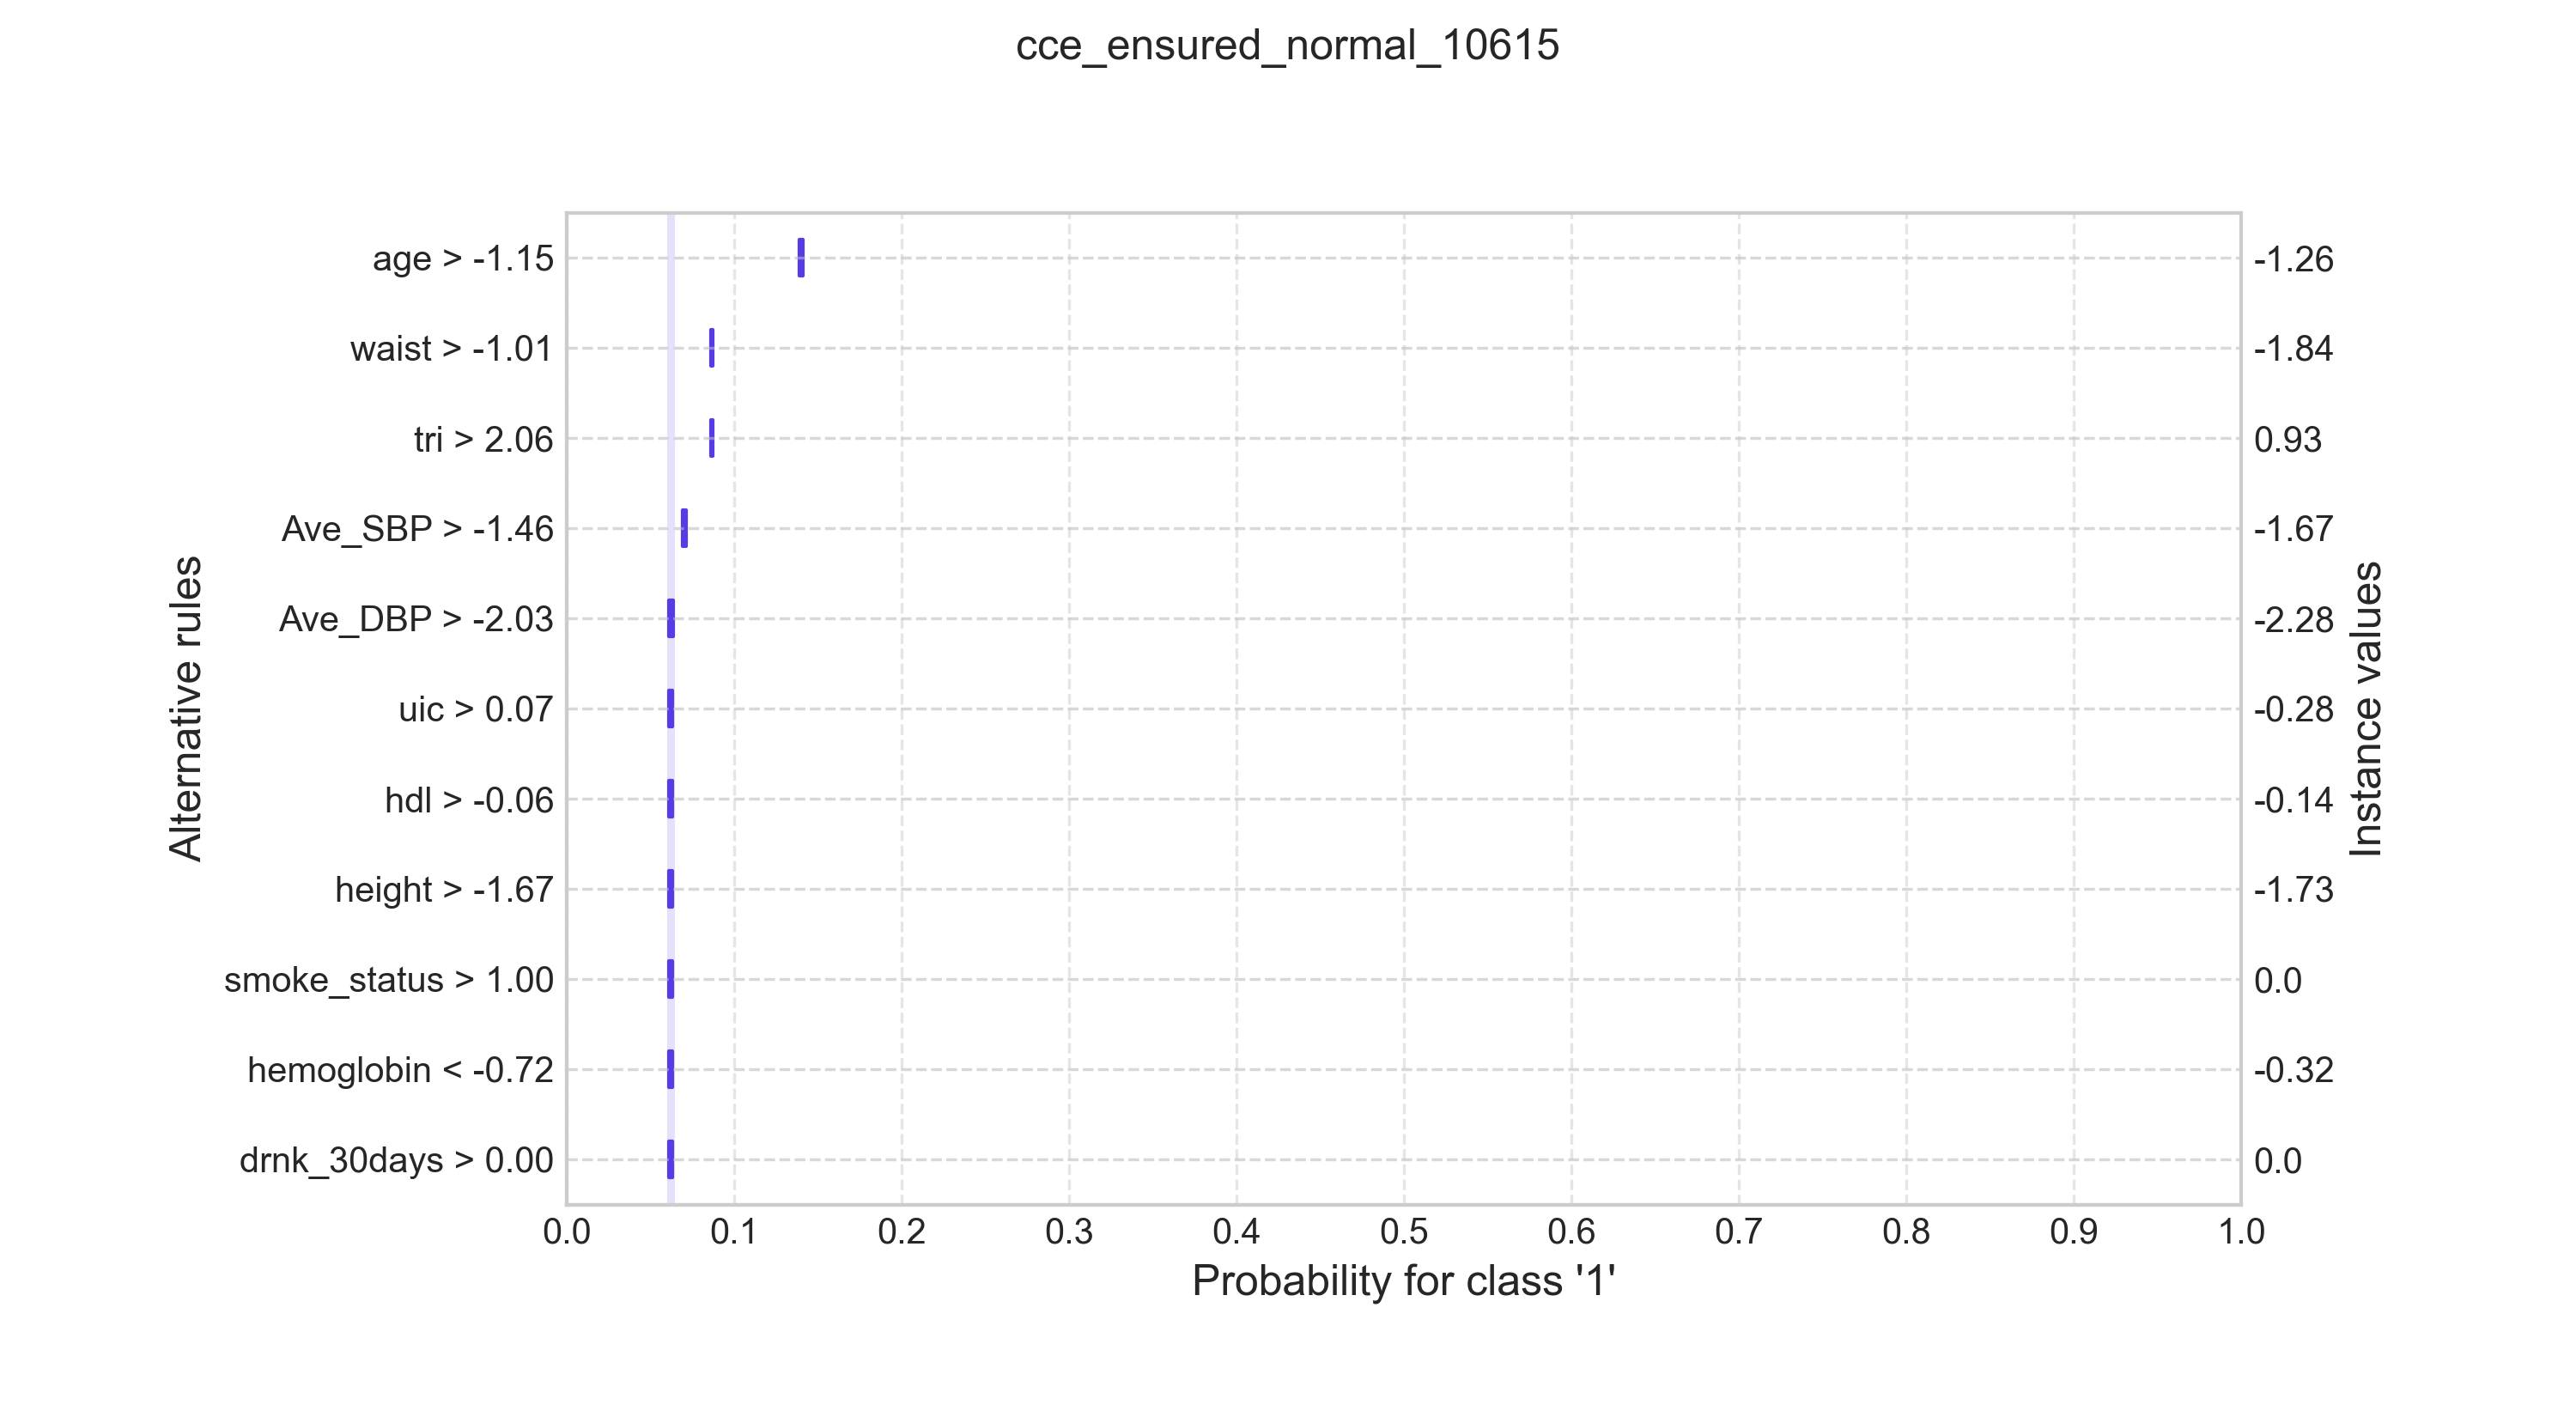 cce_ensured_normal_10615
Alternative rules
age > -1.15
-1.26
waist > -1.01
-1.84
tri > 2.06
0.93
Ave_SBP > -1.46
-1.67
Ave_DBP > -2.03
-2.28
uic > 0.07
-0.28
hdl > -0.06
-0.14
height > -1.67
-1.73
smoke_status > 1.00
0.0
hemoglobin < -0.72
-0.32
drnk_30days > 0.00
0.0
Instance values
0.0 0.1 0.2 0.3 0.4 0.5 0.6 0.7 0.8 0.9 1.0
Probability for class '1'